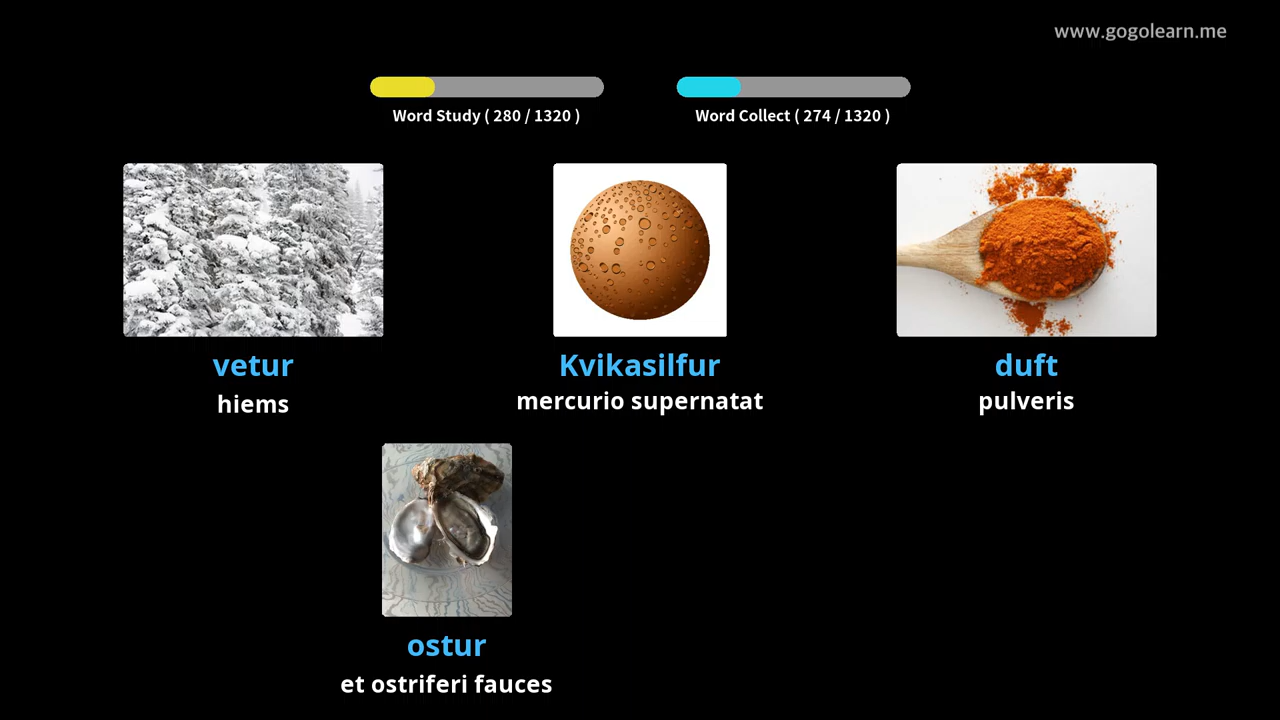 www.gogolearn.me
Word Study ( 280 / 1320 )
Word Collect ( 274 / 1320 )
vetur
hiems
Kvikasilfur
mercurio supernatat
duft
pulveris
ostur
et ostriferi fauces